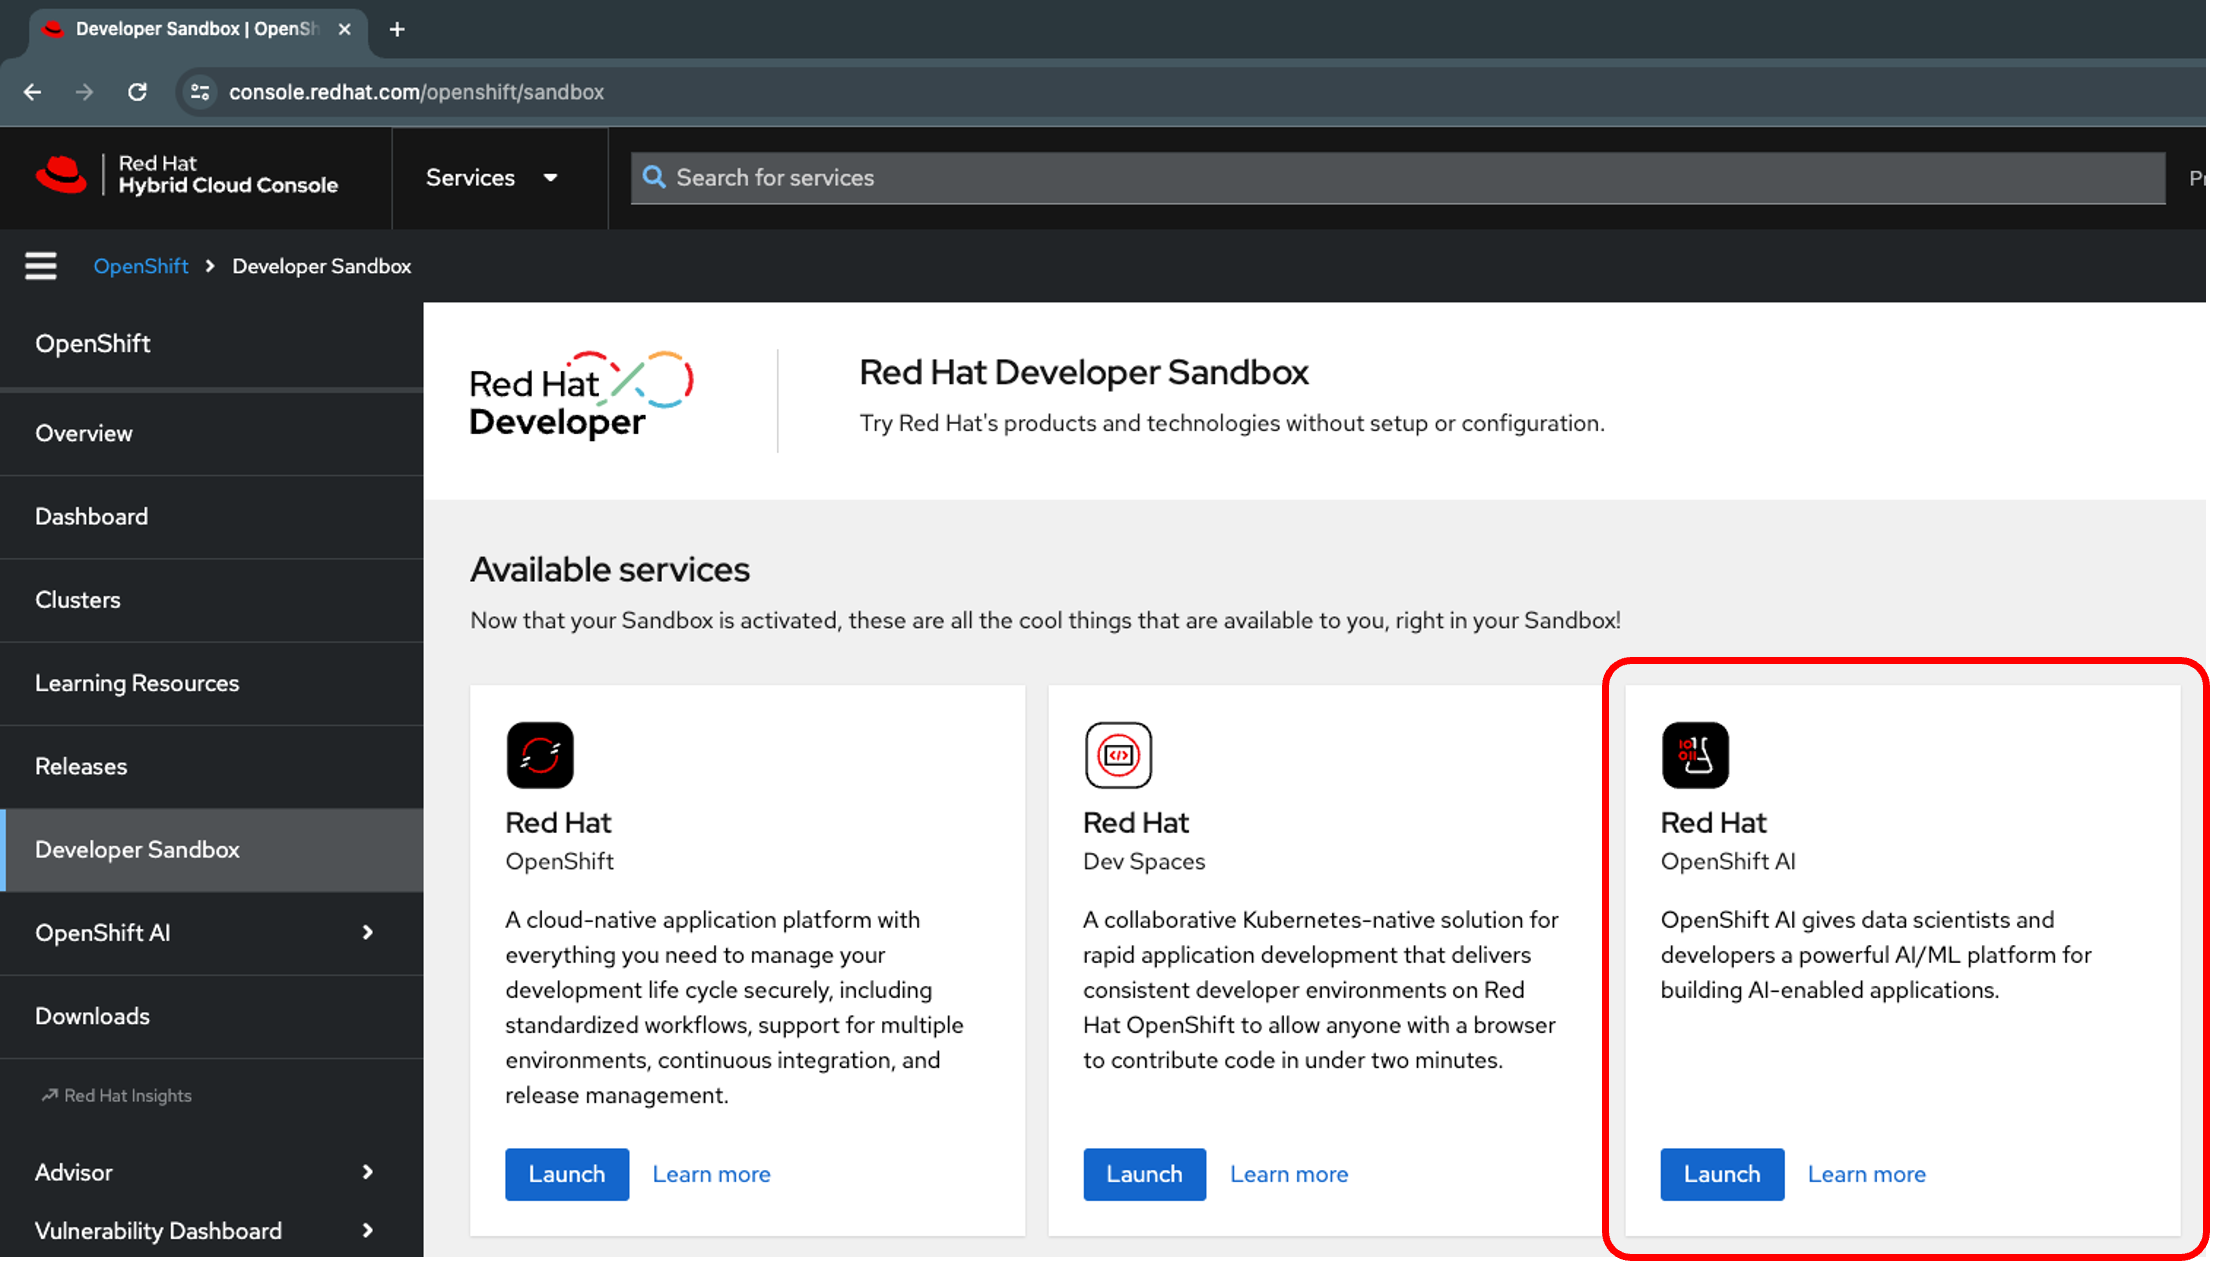 Developer Sandbox | OpenSh
console.redhat.com/openshift/sandbox
Red Hat
Hybrid Cloud Console
Services
Search for services
OpenShift
Developer Sandbox
OpenShift
Overview
Dashboard
Clusters
Learning Resources
Releases
Developer Sandbox
OpenShift AI
Downloads
Red Hat Insights
Advisor
Vulnerability Dashboard
Red Hat
Developer
Red Hat Developer Sandbox
Try Red Hat's products and technologies without setup or configuration.
Available services
Now that your Sandbox is activated, these are all the cool things that are available to you, right in your Sandbox!
Red Hat
OpenShift
A cloud-native application platform with
everything you need to manage your
development life cycle securely, including
standardized workflows, support for multiple
environments, continuous integration, and
release management.
Launch
Learn more
Red Hat
Dev Spaces
A collaborative Kubernetes-native solution for
rapid application development that delivers
consistent developer environments on Red
Hat OpenShift to allow anyone with a browser
to contribute code in under two minutes.
Launch
Learn more
Red Hat
OpenShift AI
OpenShift AI gives data scientists and
developers a powerful AI/ML platform for
building AI-enabled applications.
Launch
Learn more